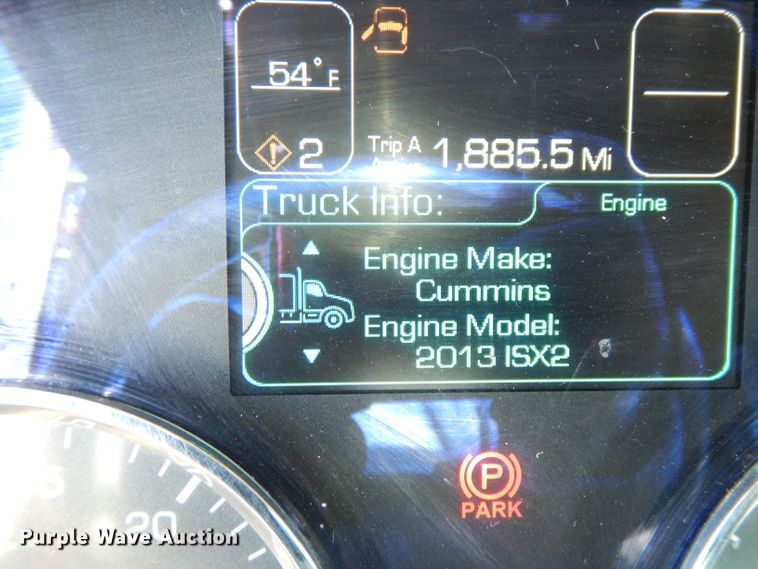 54°F
2
Trip A
1,885.5 Mi
Truck Info:
Engine
Engine Make:
Cummins
Engine Model:
2013 ISX2
P
PARK
20
Purple Wave Auction